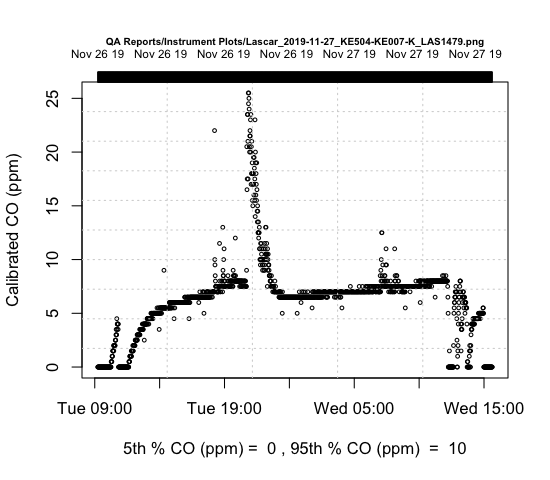 QA Reports/Instrument Plots/Lascar_2019-11-27_KE504-KE007-K_LAS1479.png
Nov 26 19 Nov 26 19 Nov 26 19 Nov 26 19 Nov 27 19 Nov 27 19 Nov 27 19
Calibrated CO (ppm)
25
20
15
10
5
0
Tue 09:00 Tue 19:00 Wed 05:00 Wed 15:00
5th % CO (ppm) = 0 , 95th % CO (ppm) = 10